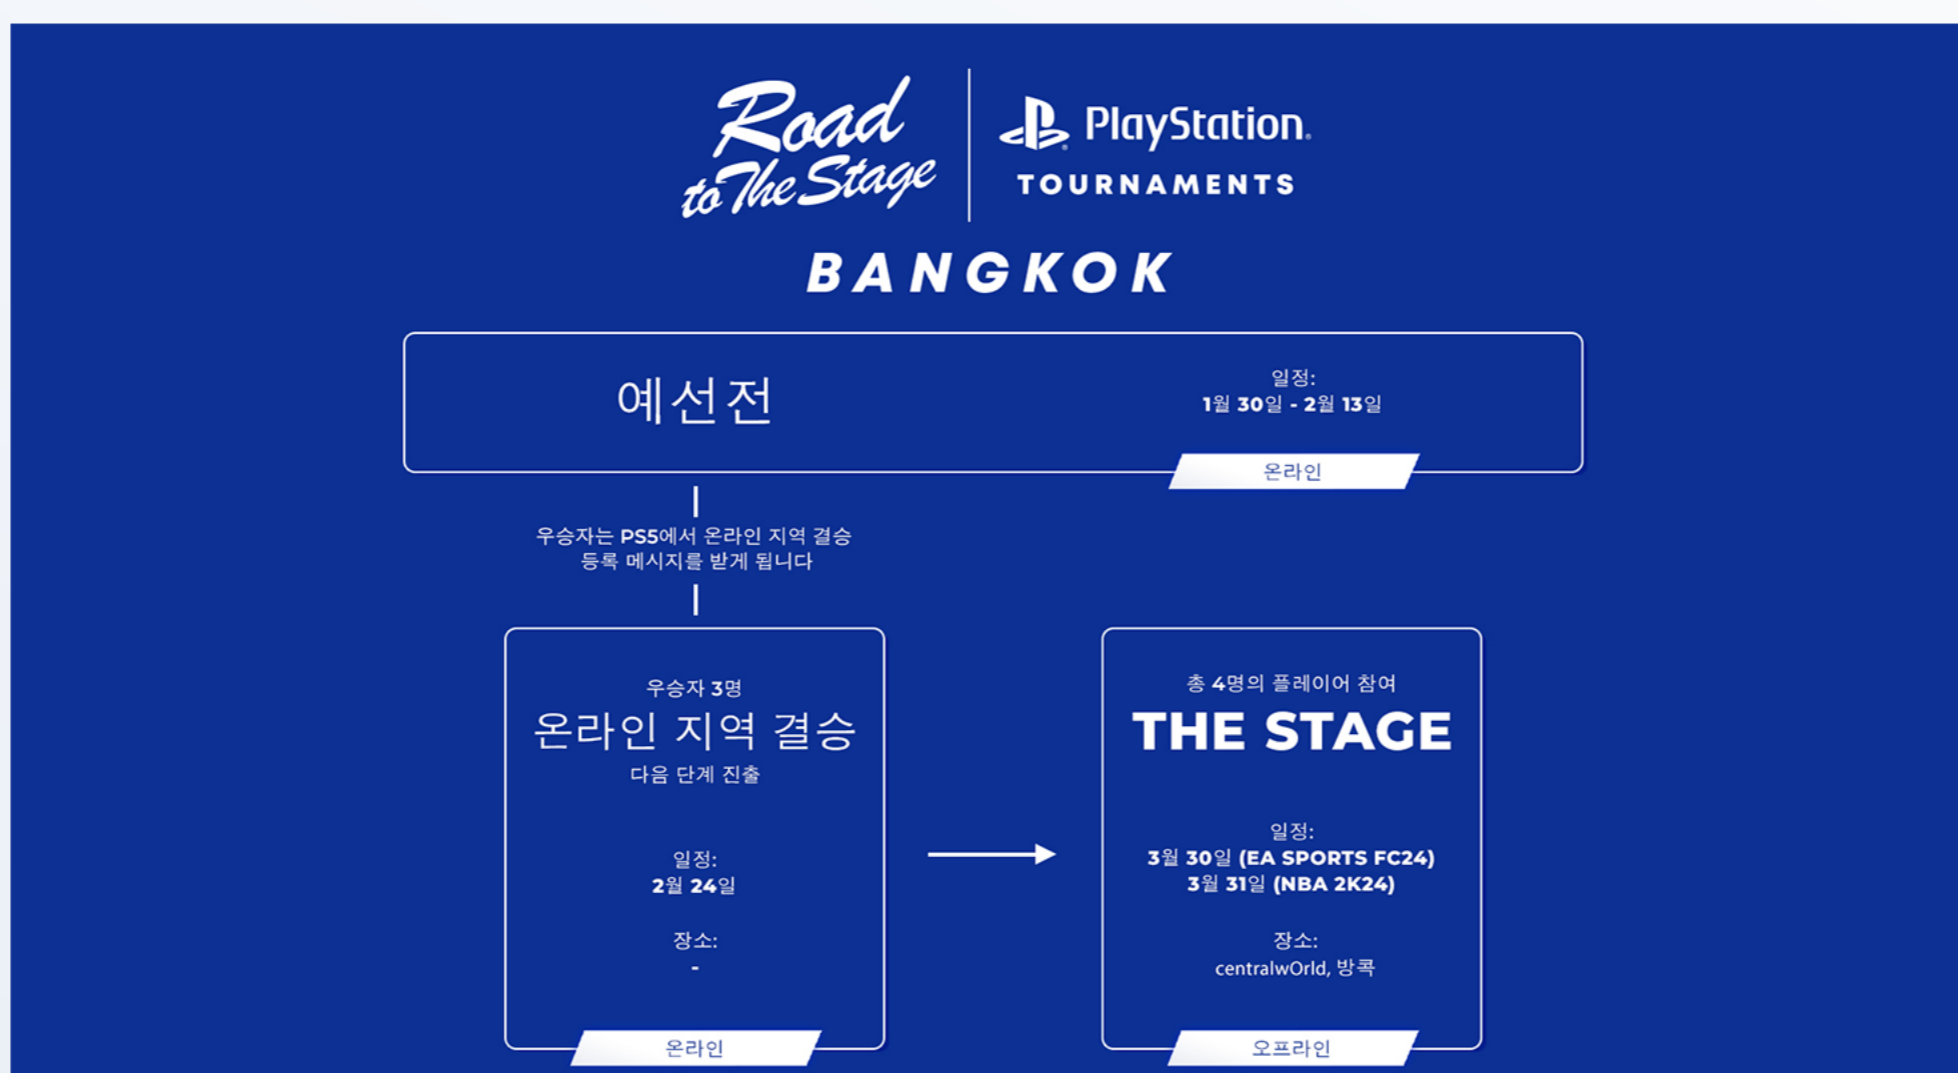 Road
to The Stage
PlayStation
TOURNAMENTS
BANGKOK
예선전
일정:
1월 30일 - 2월 13일
온라인
우승자는 PS5에서 온라인 지역 결승
등록 메시지를 받게 됩니다
우승자 3명
온라인 지역 결승
다음 단계 진출
일정:
2월 24일
장소:
-
온라인
총 4명의 플레이어 참여
THE STAGE
일정:
3월 30일 (EA SPORTS FC24)
3월 31일 (NBA 2K24)
장소:
centralwOrld, 방콕
오프라인